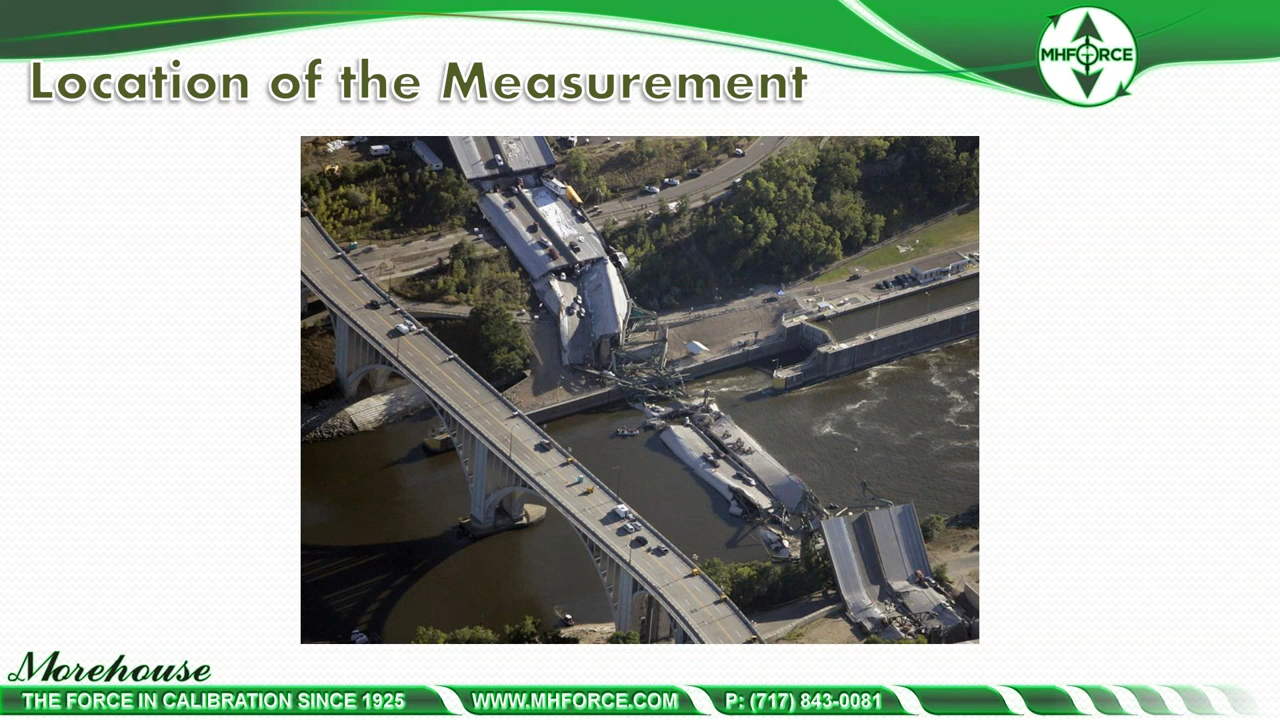 Location of the Measurement
MHFORCE
Morehouse
THE FORCE IN CALIBRATION SINCE 1925
WWW.MHFORCE.COM
P: (717) 843-0081